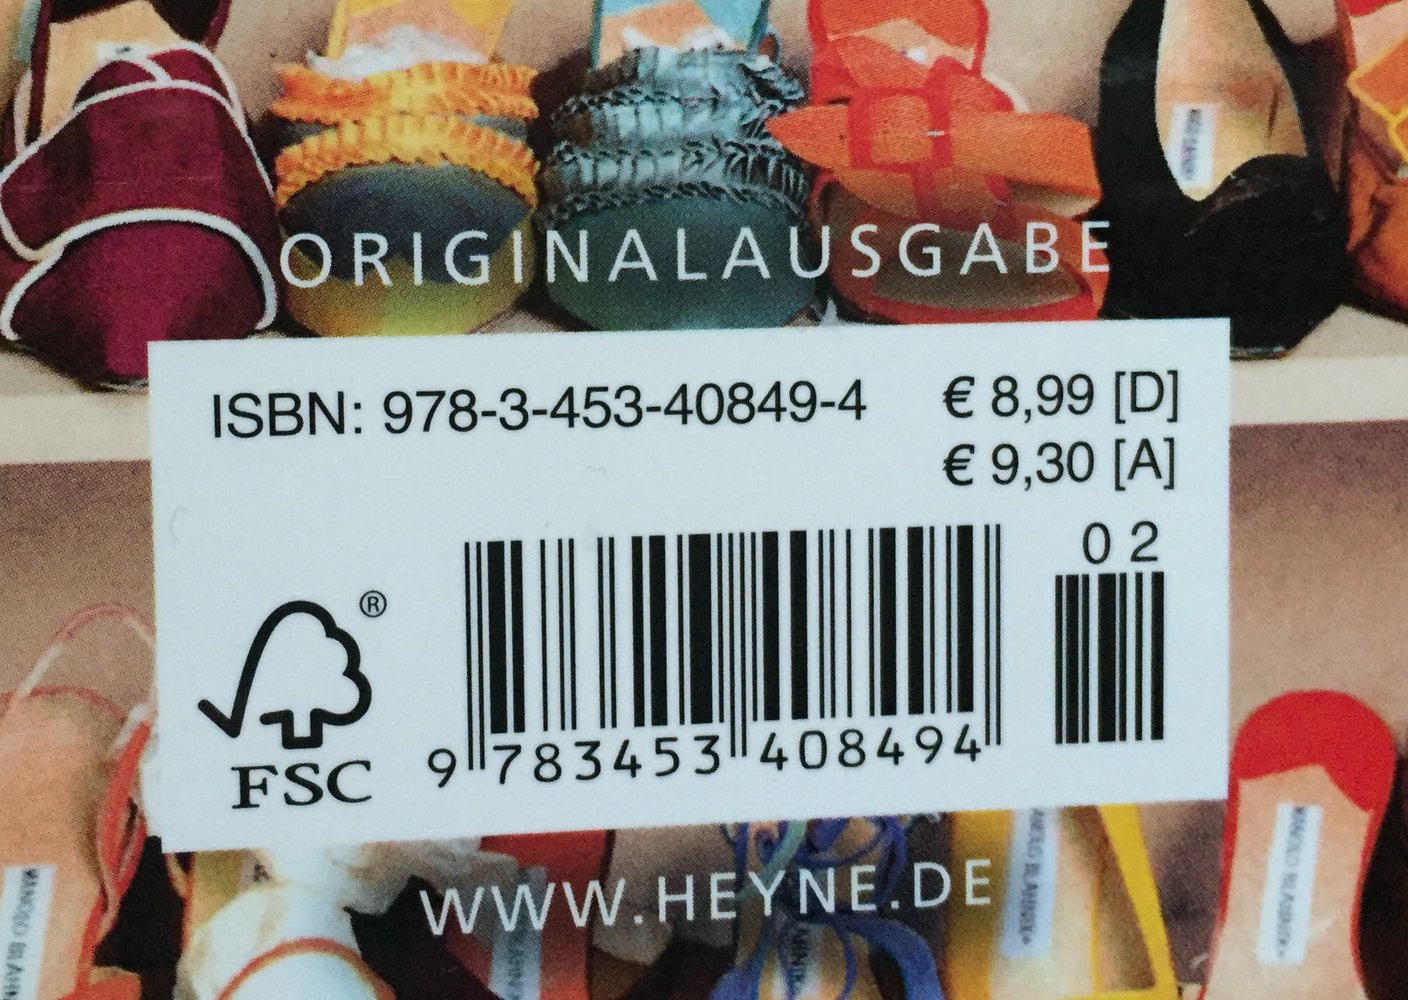 ORIGINALAUSGABE
ISBN: 978-3-453-40849-4
€ 8,99 [D]
€ 9,30 [A]
0 2
®
FSC
9 783453 408494
WWW.HEYNE.DE